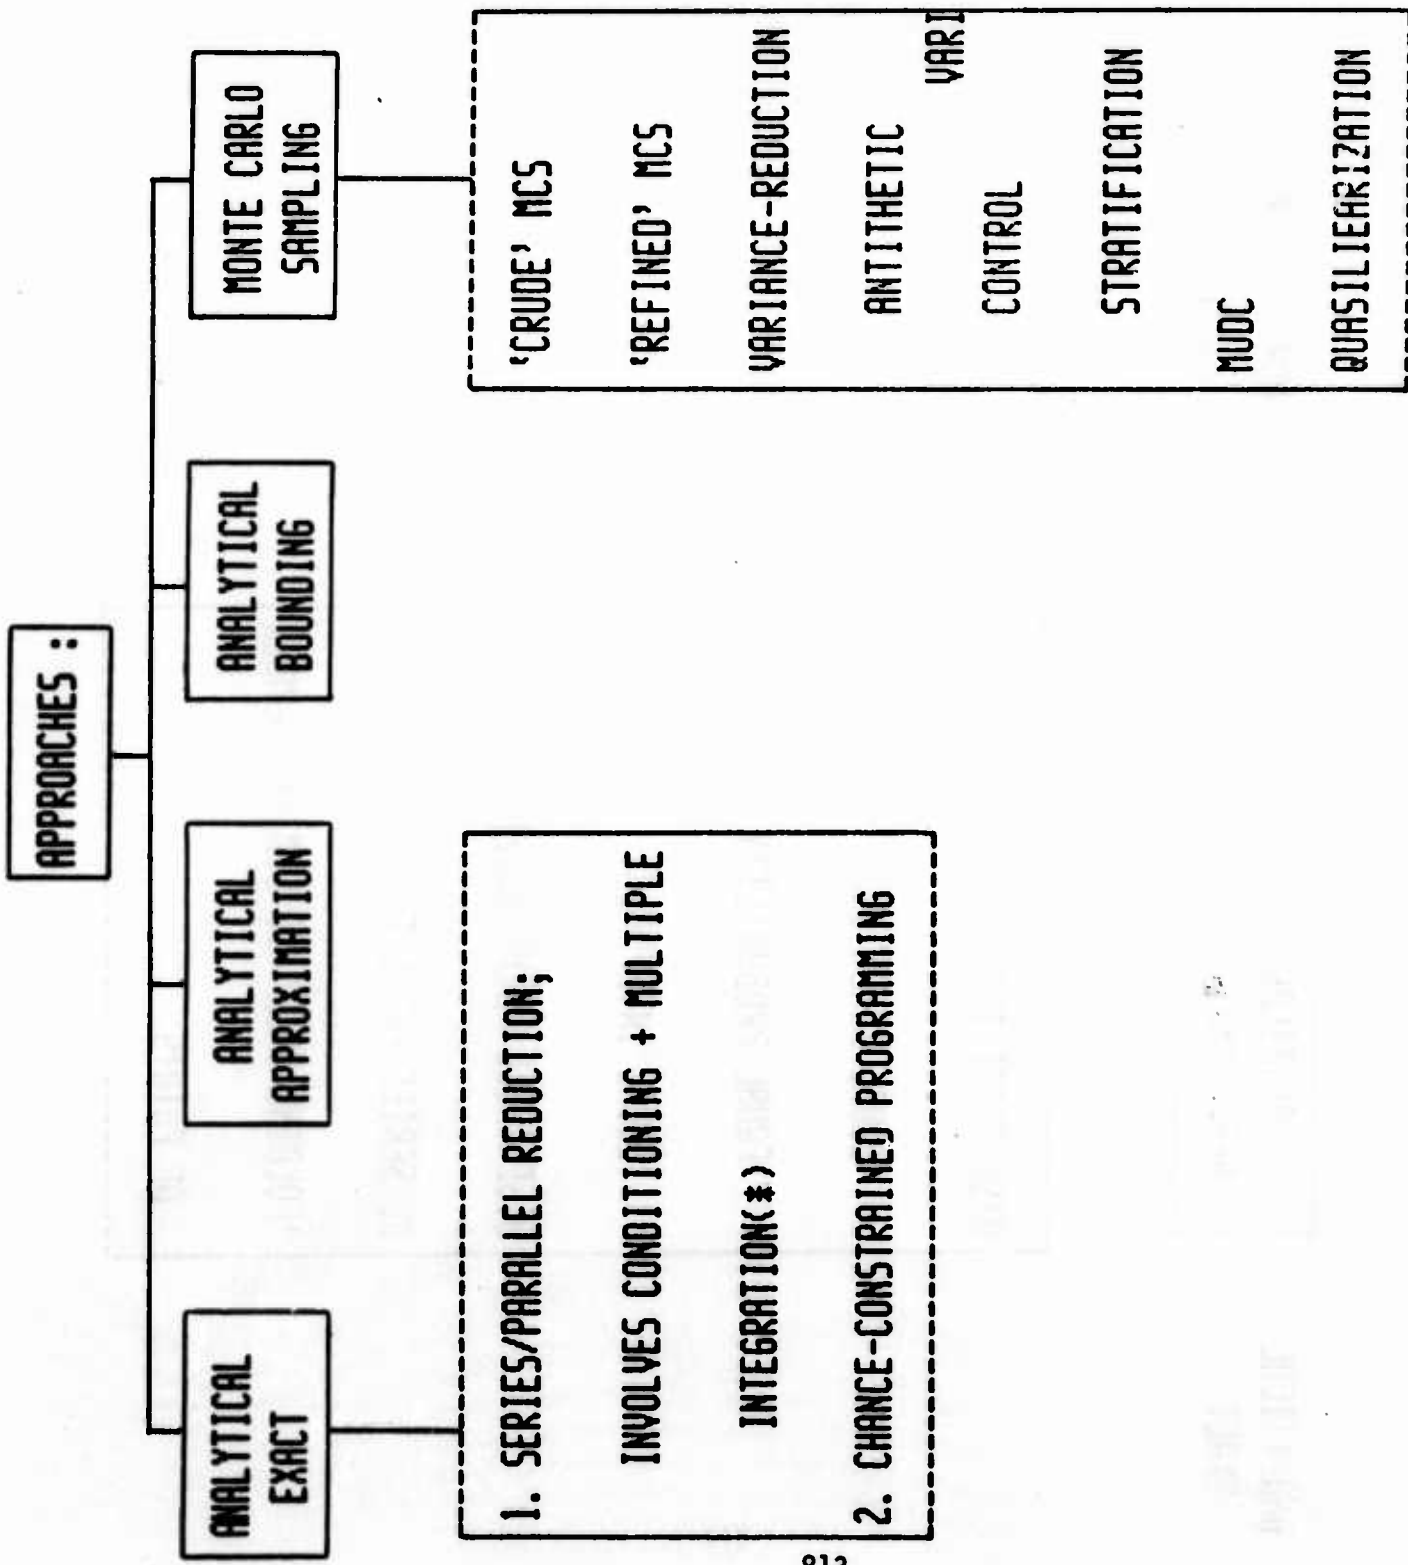 APPROACHES :
ANALYTICAL
EXACT
ANALYTICAL
APPROXIMATION
ANALYTICAL
BOUNDING
MONTE CARLO
SAMPLING
1. SERIES/PARALLEL REDUCTION;
INVOLVES CONDITIONING + MULTIPLE
INTEGRATION(*)
2. CHANCE-CONSTRAINED PROGRAMMING
'CRUDE' MCS
'REFINED' MCS
VARIANCE-REDUCTION
ANTITHETIC
VARI
CONTROL
STRATIFICATION
MUDC
QUASILIEARIZATION